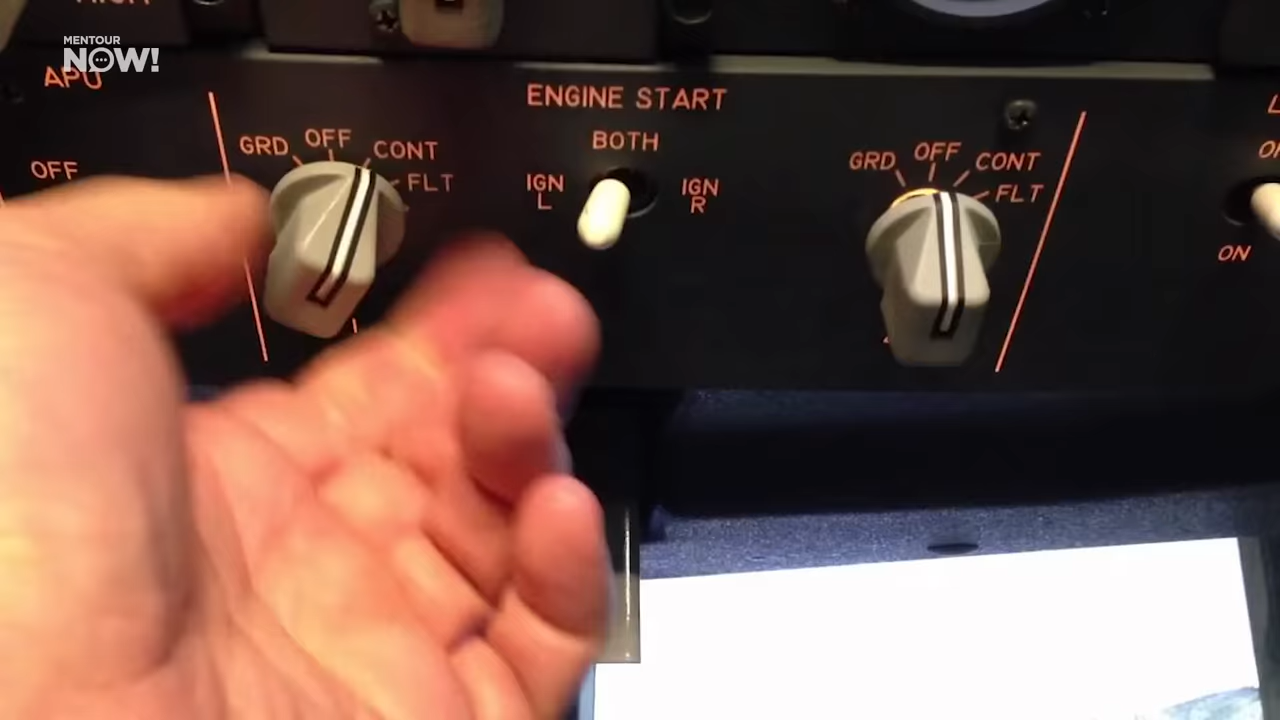 MENTOUR
NOW!
APU
OFF
GRD OFF CONT
FLT
ENGINE START
BOTH
IGN
L
IGN
R
GRD OFF CONT
FLT
ON